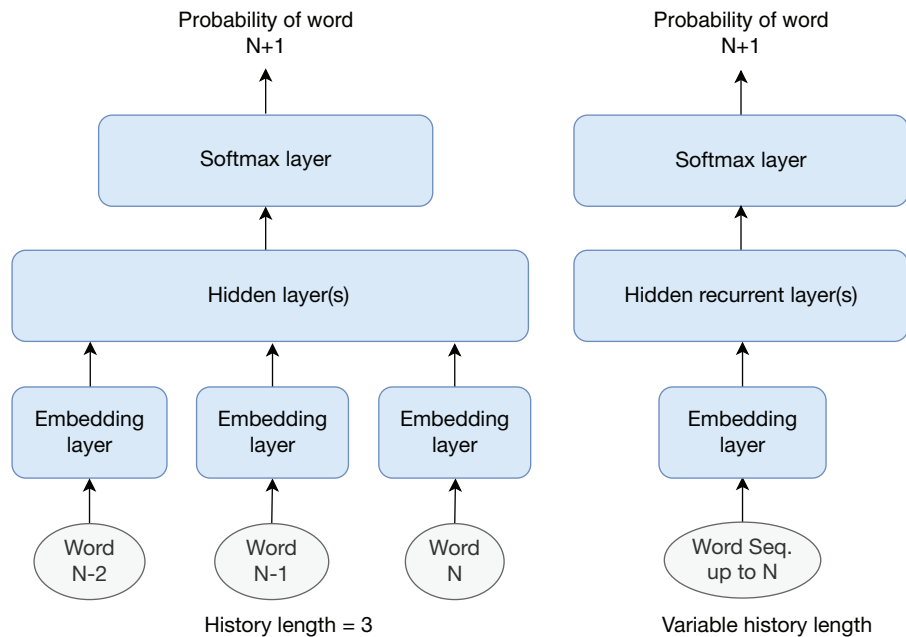 Probability of word
N+1
Softmax layer
Hidden layer(s)
Embedding
layer
Embedding
layer
Embedding
layer
Word
N-2
Word
N-1
Word
N
History length = 3
Probability of word
N+1
Softmax layer
Hidden recurrent layer(s)
Embedding
layer
Word Seq.
up to N
Variable history length